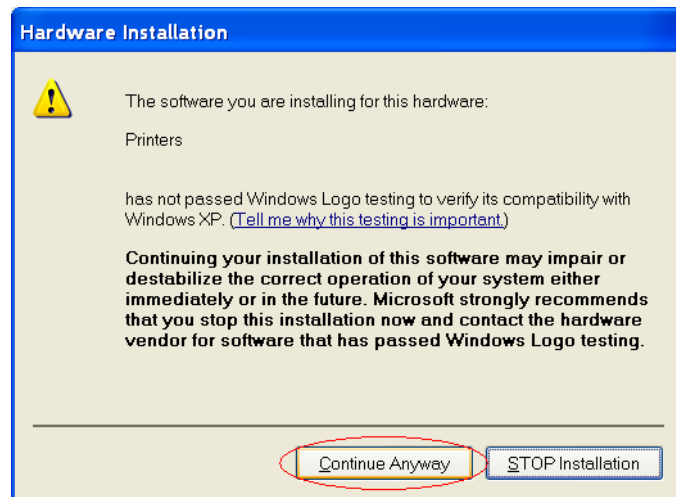 Hardware Installation
The software you are installing for this hardware:
Printers
has not passed Windows Logo testing to verify its compatibility with
Windows XP. (Tell me why this testing is important.)
Continuing your installation of this software may impair or
destabilize the correct operation of your system either
immediately or in the future. Microsoft strongly recommends
that you stop this installation now and contact the hardware
vendor for software that has passed Windows Logo testing.
Continue Anyway
STOP Installation